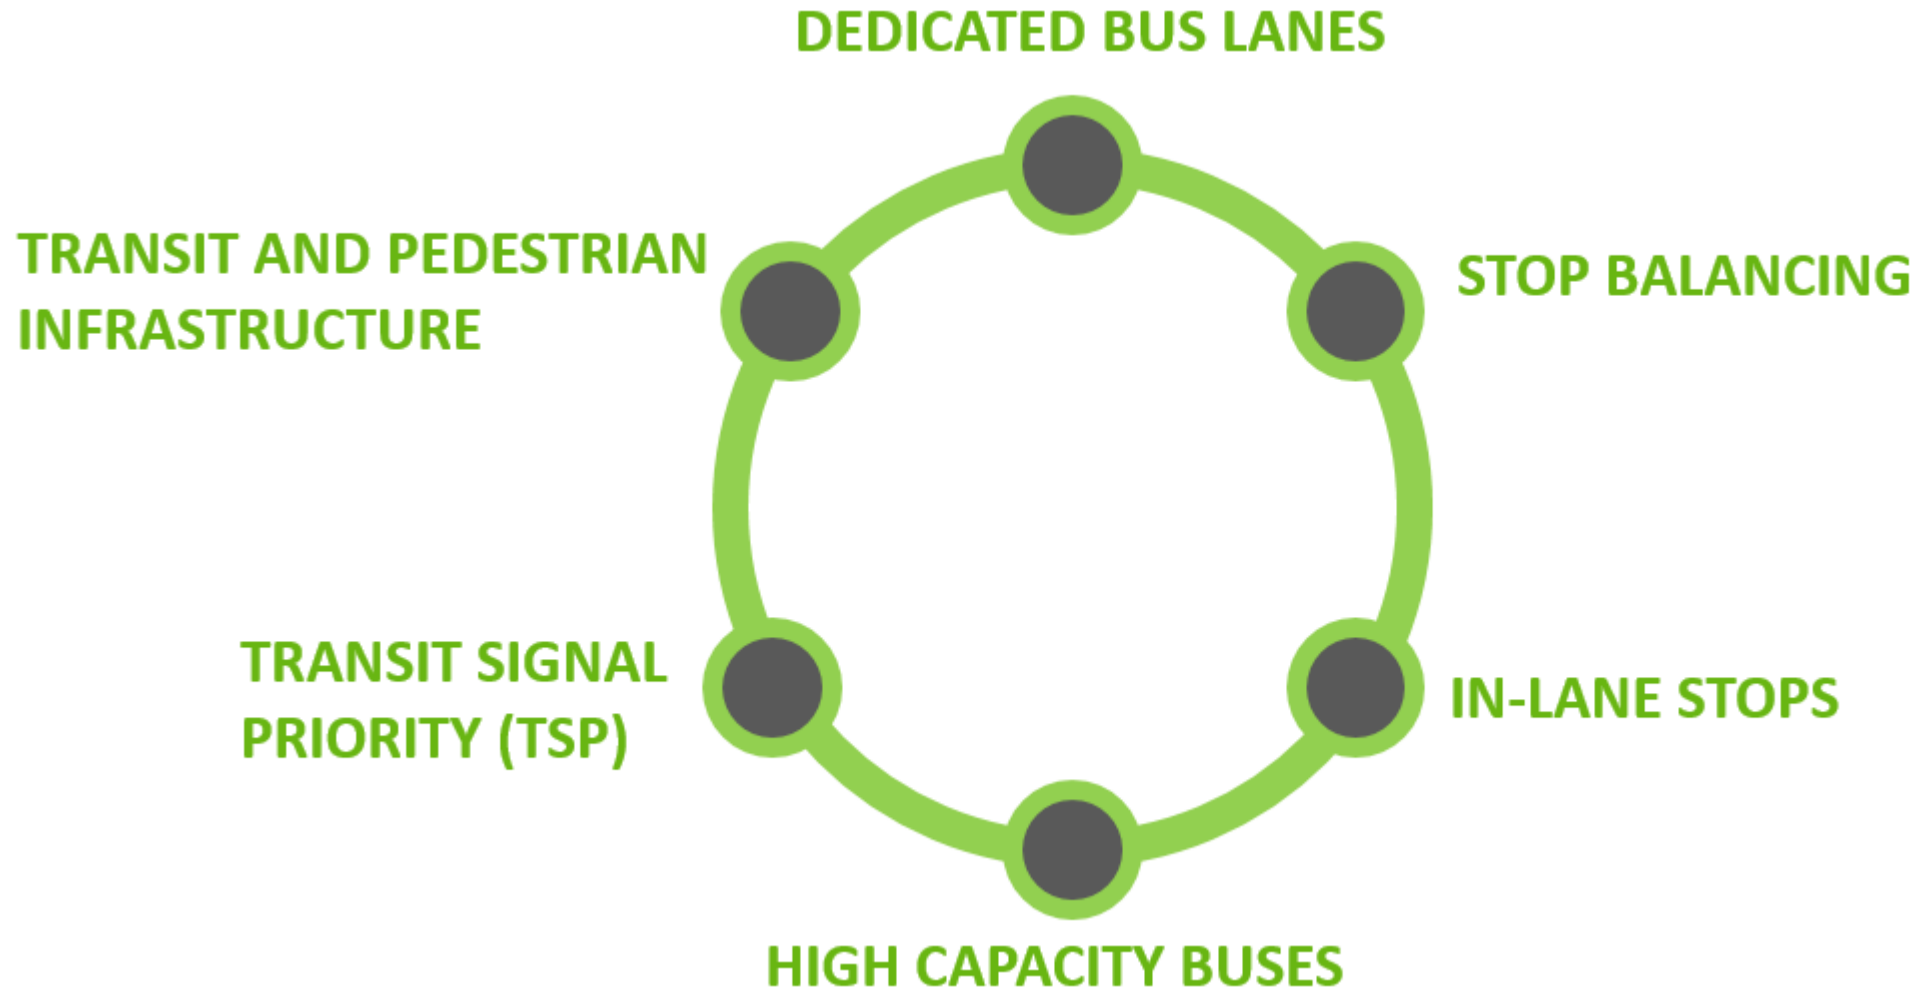 DEDICATED BUS LANES
TRANSIT AND PEDESTRIAN
INFRASTRUCTURE
STOP BALANCING
TRANSIT SIGNAL
PRIORITY (TSP)
IN-LANE STOPS
HIGH CAPACITY BUSES